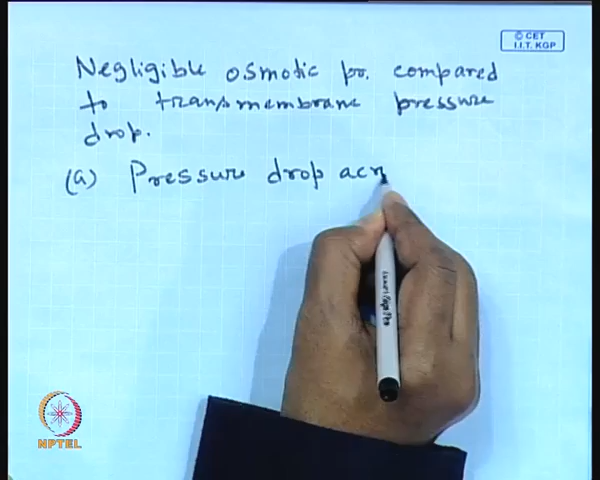 © CET
I.I.T. KGP
Negligible osmotic pr. compared
to transmembrane pressure
drop.
(a) Pressure drop acr
NPTEL